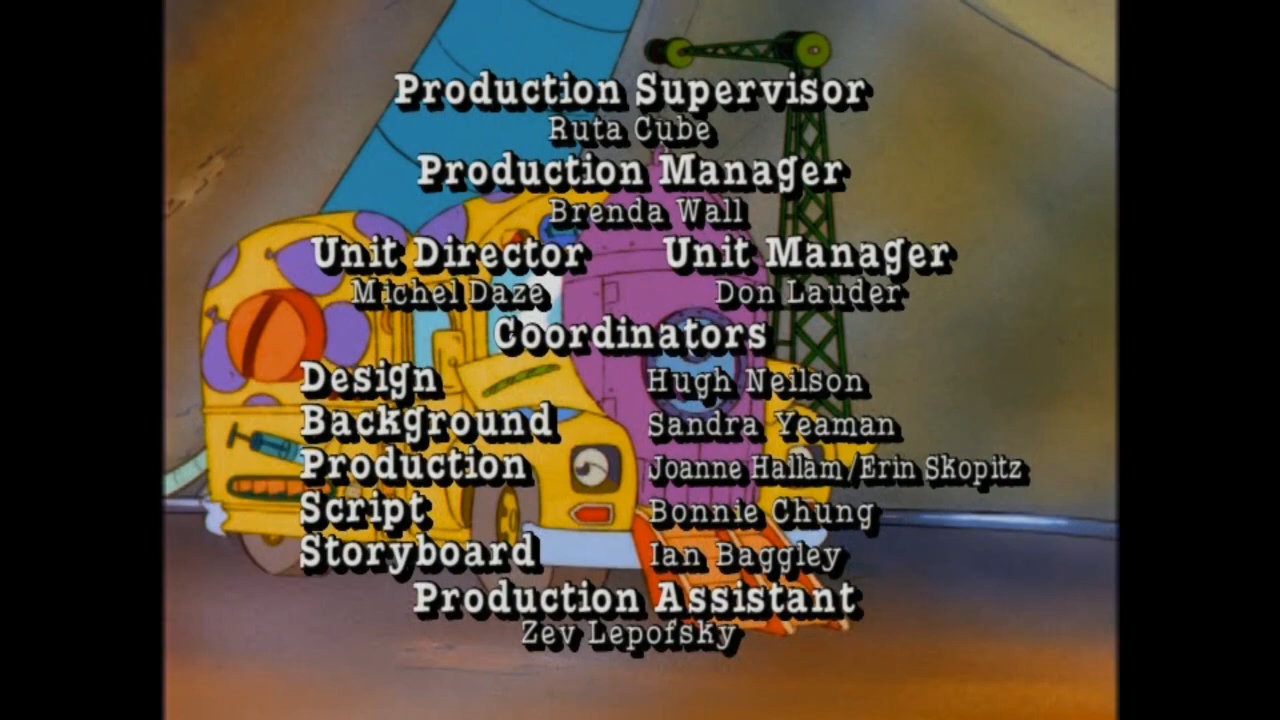 Production Supervisor
Ruta Cube
Production Manager
Brenda Wall
Unit Director Unit Manager
Michel Daze Don Lauder
Coordinators
Design Hugh Neilson
Background Sandra Yeaman
Production Joanne Hallam/Erin Skopitz
Script Bonnie Chung
Storyboard Ian Baggley
Production Assistant
Zev Lepofsky